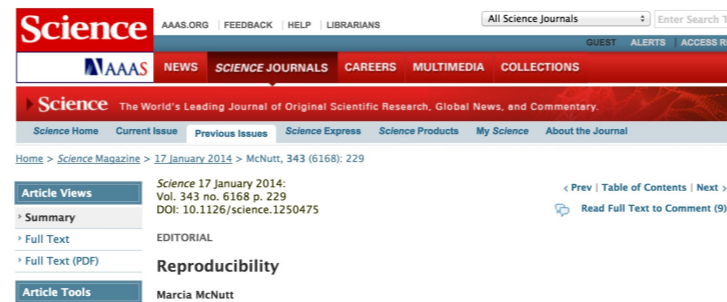 Science
AAAS.ORG | FEEDBACK | HELP | LIBRARIANS
All Science Journals
Enter Search
GUEST ALERTS | ACCESS
AAAS
NEWS SCIENCE JOURNALS CAREERS MULTIMEDIA COLLECTIONS
Science The World's Leading Journal of Original Scientific Research, Global News, and Commentary.
Science Home Current Issue Previous Issues Science Express Science Products My Science About the Journal
Home > Science Magazine > 17 January 2014 > McNutt, 343 (6168): 229
Article Views
Summary
Full Text
Full Text (PDF)
Article Tools
Science 17 January 2014:
Vol. 343 no. 6168 p. 229
DOI: 10.1126/science.1250475
‹ Prev | Table of Contents | Next ›
Read Full Text to Comment (9)
EDITORIAL
Reproducibility
Marcia McNutt